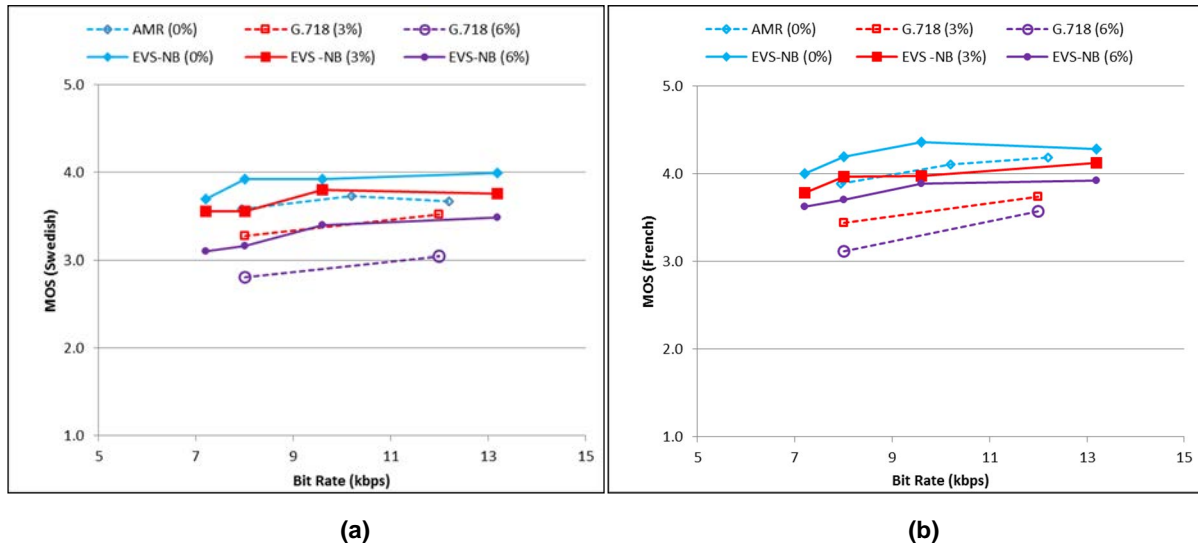 AMR (0%) G.718 (3%) G.718 (6%)
EVS-NB (0%) EVS -NB (3%) EVS-NB (6%)
5.0
4.0
3.0
2.0
1.0
MOS (Swedish)
5 7 9 11 13 15
Bit Rate (kbps)
(a)
AMR (0%) G.718 (3%) G.718 (6%)
EVS-NB (0%) EVS -NB (3%) EVS-NB (6%)
5.0
4.0
3.0
2.0
1.0
MOS (French)
5 7 9 11 13 15
Bit Rate (kbps)
(b)